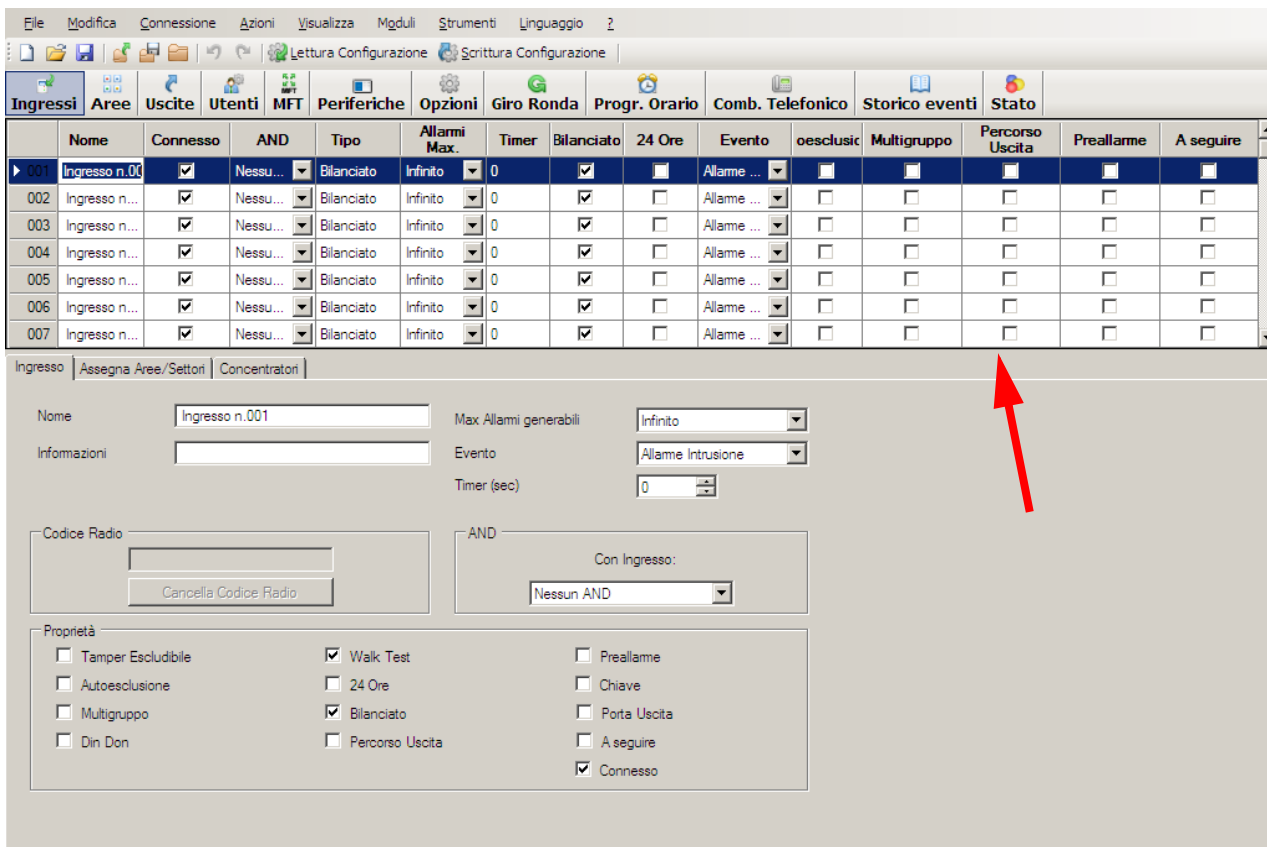 File Modifica Connessione Azioni Visualizza Moduli Strumenti Linguaggio ?
Lettura Configurazione Scrittura Configurazione
Ingressi Aree Uscite Utenti MFT Periferiche Opzioni Giro Ronda Progr. Orario Comb. Telefonico Storico eventi Stato
Nome Connesso AND Tipo Allarmi Max. Timer Bilanciato 24 Ore Evento oesclusic Multigruppo Percorso Uscita Preallarme A seguire
001 Ingresso n.00 Nessu... Bilanciato Infinito 0 Allarme ...
002 Ingresso n... Nessu... Bilanciato Infinito 0 Allarme ...
003 Ingresso n... Nessu... Bilanciato Infinito 0 Allarme ...
004 Ingresso n... Nessu... Bilanciato Infinito 0 Allarme ...
005 Ingresso n... Nessu... Bilanciato Infinito 0 Allarme ...
006 Ingresso n... Nessu... Bilanciato Infinito 0 Allarme ...
007 Ingresso n... Nessu... Bilanciato Infinito 0 Allarme ...
Ingresso Assegna Aree/Settori Concentratori
Nome Ingresso n.001 Max Allarmi generabili Infinito
Informazioni Evento Allarme Intrusione
Timer (sec) 0
Codice Radio AND
Con Ingresso:
Cancella Codice Radio Nessun AND
Proprietà
Tamper Escludibile Walk Test Preallarme
Autoesclusione 24 Ore Chiave
Multigruppo Bilanciato Porta Uscita
Din Don Percorso Uscita A seguire
Connesso